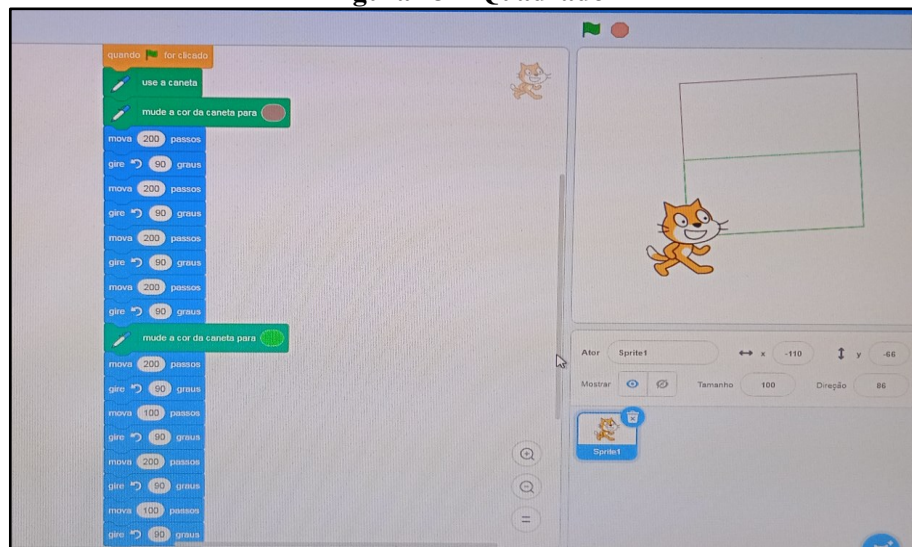 quando for clicado
use a caneta
mude a cor da caneta para
mova 200 passos
gire 90 graus
mova 200 passos
gire 90 graus
mova 200 passos
gire 90 graus
mova 200 passos
gire 90 graus
mude a cor da caneta para
mova 200 passos
gire 90 graus
mova 100 passos
gire 90 graus
mova 200 passos
gire 90 graus
mova 100 passos
gire 90 graus
Ator Sprite1 x -110 y -66
Mostrar Tamanho 100 Direção 86
Sprite1